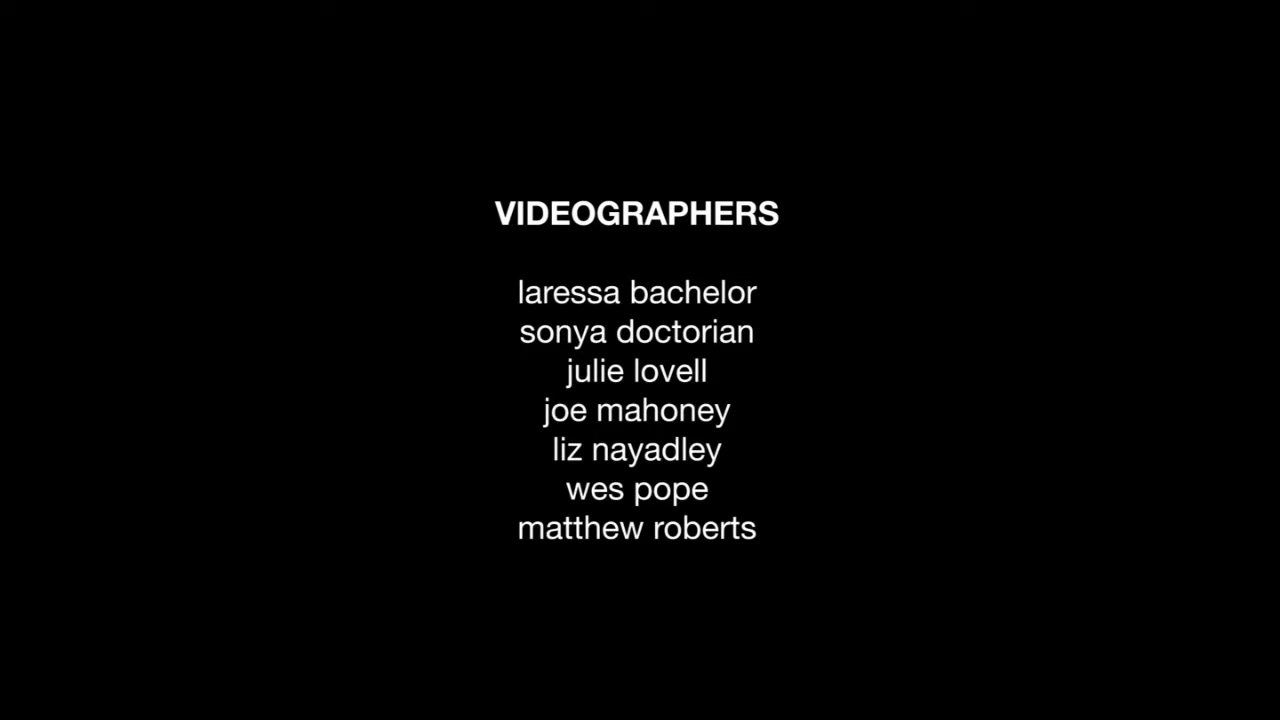 VIDEOGRAPHERS
laressa bachelor
sonya doctorian
julie lovell
joe mahoney
liz nayadley
wes pope
matthew roberts